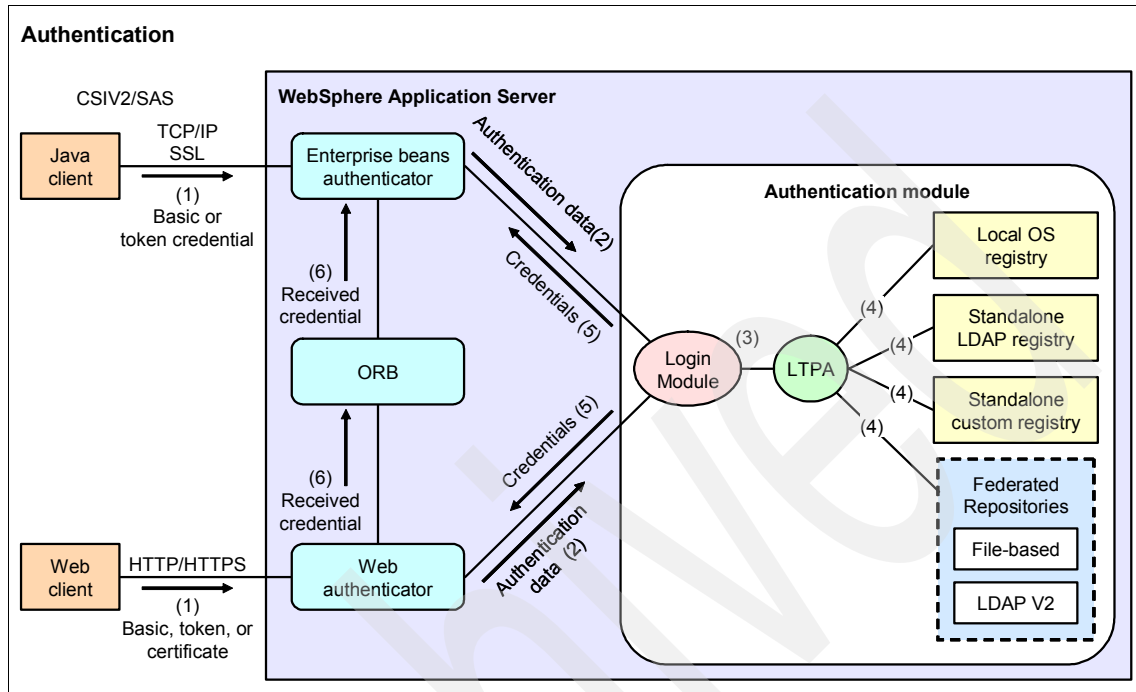 Authentication
CSIV2/SAS
WebSphere Application Server
TCP/IP
SSL
Java
client
(1)
Basic or
token credential
Enterprise beans
authenticator
Authentication data(2)
Credentials (5)
Authentication module
Local OS
registry
(6)
Received
credential
(4)
Standalone
LDAP registry
(4)
(3)
Login
Module
LTPA
ORB
(4)
Standalone
custom registry
(4)
Credentials (5)
(6)
Received
credential
Federated
Repositories
File-based
LDAP V2
Authentication
data (2)
Web
client
HTTP/HTTPS
(1)
Basic, token, or
certificate
Web
authenticator